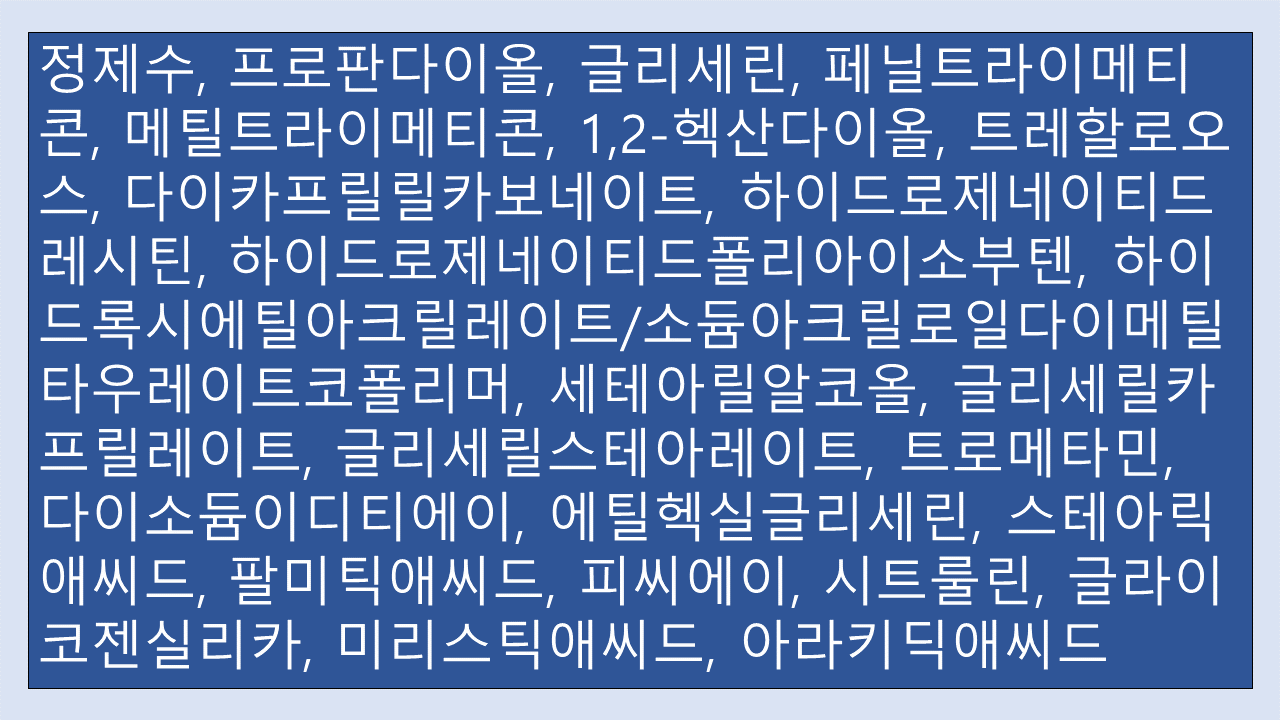 정제수, 프로판다이올, 글리세린, 페닐트라이메티
콘, 메틸트라이메티콘, 1,2-헥산다이올, 트레할로오
스, 다이카프릴릴카보네이트, 하이드로제네이티드
레시틴, 하이드로제네이티드폴리아이소부텐, 하이
드록시에틸아크릴레이트/소듐아크릴로일다이메틸
타우레이트코폴리머, 세테아릴알코올, 글리세릴카
프릴레이트, 글리세릴스테아레이트, 트로메타민,
다이소듐이디티에이, 에틸헥실글리세린, 스테아릭
애씨드, 팔미틱애씨드, 피씨에이, 시트룰린, 글라이
코젠실리카, 미리스틱애씨드, 아라키딕애씨드